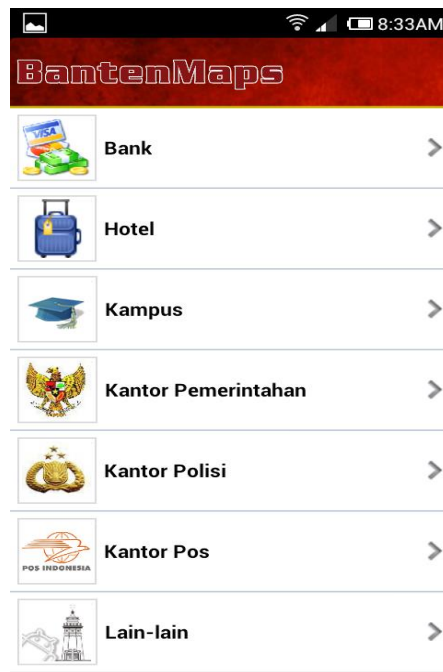 8:33AM
BantenMaps
VISA
Bank
Hotel
Kampus
Kantor Pemerintahan
Kantor Polisi
POS INDONESIA
Kantor Pos
Lain-lain